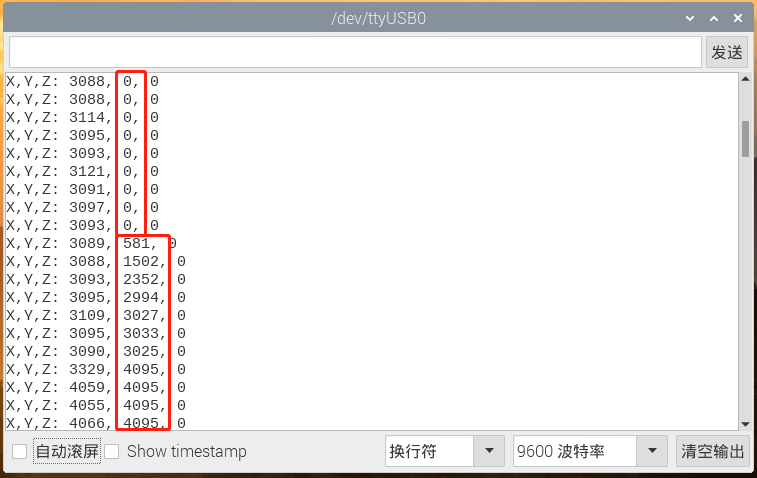 /dev/ttyUSB0
发送
X,Y,Z: 3088, 0, 0
X,Y,Z: 3088, 0, 0
X,Y,Z: 3114, 0, 0
X,Y,Z: 3095, 0, 0
X,Y,Z: 3093, 0, 0
X,Y,Z: 3121, 0, 0
X,Y,Z: 3091, 0, 0
X,Y,Z: 3097, 0, 0
X,Y,Z: 3093, 0, 0
X,Y,Z: 3089, 581, 0
X,Y,Z: 3088, 1502, 0
X,Y,Z: 3093, 2352, 0
X,Y,Z: 3095, 2994, 0
X,Y,Z: 3109, 3027, 0
X,Y,Z: 3095, 3033, 0
X,Y,Z: 3090, 3025, 0
X,Y,Z: 3329, 4095, 0
X,Y,Z: 4059, 4095, 0
X,Y,Z: 4055, 4095, 0
X,Y,Z: 4066, 4095, 0
自动滚屏 Show timestamp 换行符 9600 波特率 清空输出